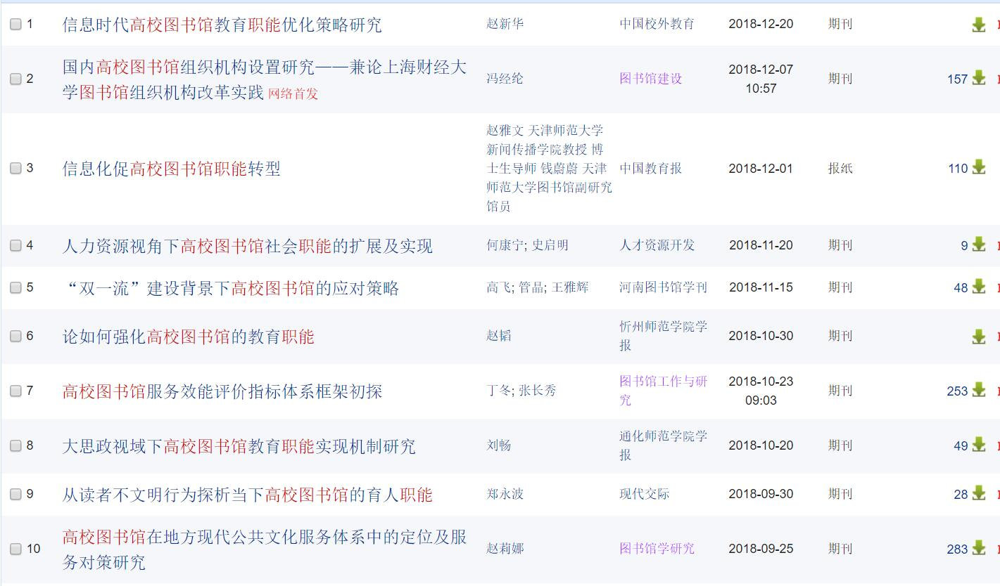 1 信息时代高校图书馆教育职能优化策略研究 赵新华 中国校外教育 2018-12-20 期刊
2 国内高校图书馆组织机构设置研究——兼论上海财经大
学图书馆组织机构改革实践 网络首发 冯经纶 图书馆建设 2018-12-07
10:57 期刊 157
3 信息化促高校图书馆职能转型
赵雅文 天津师范大学
新闻传播学院教授 博
士生导师 钱蔚蔚 天津
师范大学图书馆副研究
馆员
中国教育报 2018-12-01 报纸 110
4 人力资源视角下高校图书馆社会职能的扩展及实现 何康宁; 史启明 人才资源开发 2018-11-20 期刊 9
5 “双一流”建设背景下高校图书馆的应对策略 高飞; 管晶; 王雅辉 河南图书馆学刊 2018-11-15 期刊 48
6 论如何强化高校图书馆的教育职能 赵韬 忻州师范学院学
报 2018-10-30 期刊
7 高校图书馆服务效能评价指标体系框架初探 丁冬; 张长秀 图书馆工作与研
究 2018-10-23
09:03 期刊 253
8 大思政视域下高校图书馆教育职能实现机制研究 刘畅 通化师范学院学
报 2018-10-20 期刊 49
9 从读者不文明行为探析当下高校图书馆的育人职能 郑永波 现代交际 2018-09-30 期刊 28
10 高校图书馆在地方现代公共文化服务体系中的定位及服
务对策研究 赵莉娜 图书馆学研究 2018-09-25 期刊 283